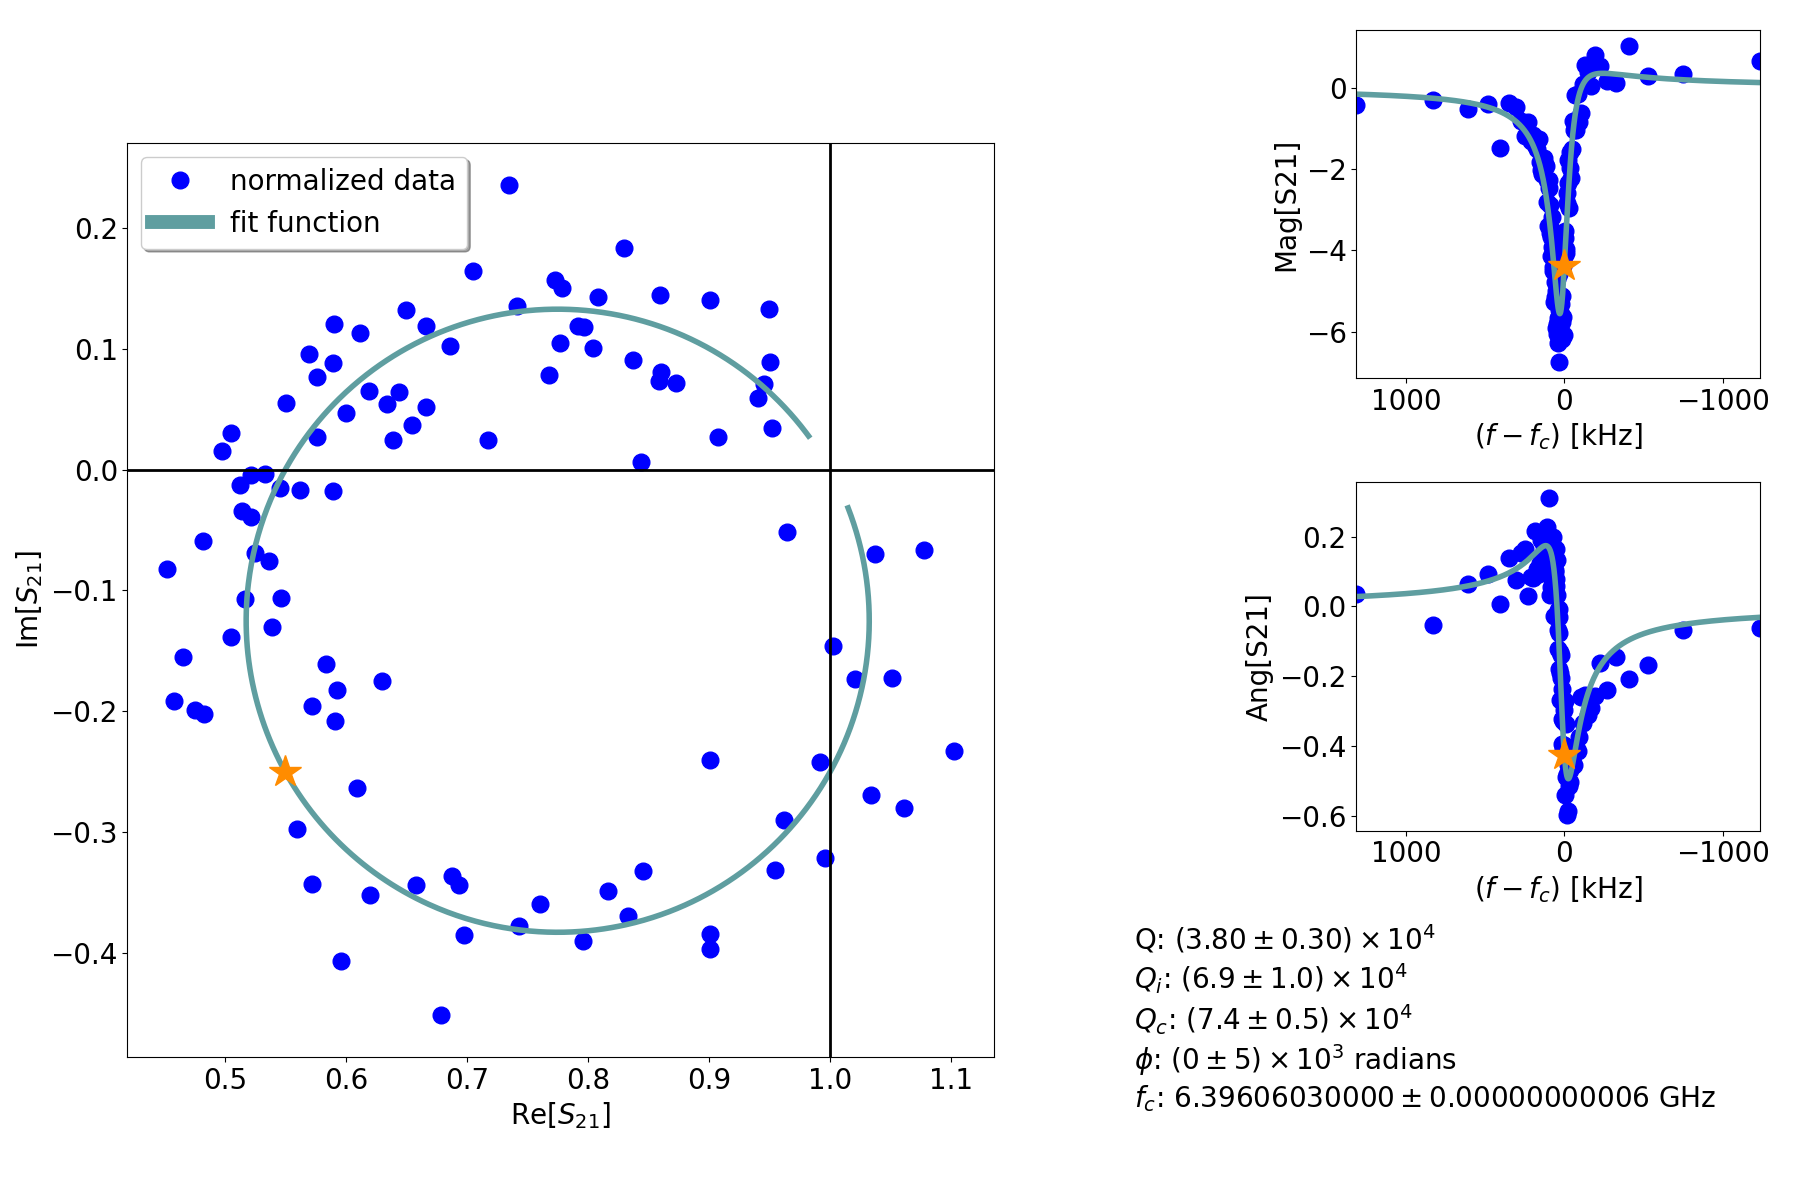 normalized data
fit function
0.2
0.1
0.0
−0.1
−0.2
−0.3
−0.4
Im[S21]
0.5 0.6 0.7 0.8 0.9 1.0 1.1
Re[S21]
0
−2
−4
−6
Mag[S21]
1000 0 −1000
(f − fc) [kHz]
0.2
0.0
−0.2
−0.4
−0.6
Ang[S21]
1000 0 −1000
(f − fc) [kHz]
Q: (3.80 ± 0.30) × 10^4
Qi: (6.9 ± 1.0) × 10^4
Qc: (7.4 ± 0.5) × 10^4
ϕ: (0 ± 5) × 10^3 radians
fc: 6.39606030000 ± 0.00000000006 GHz